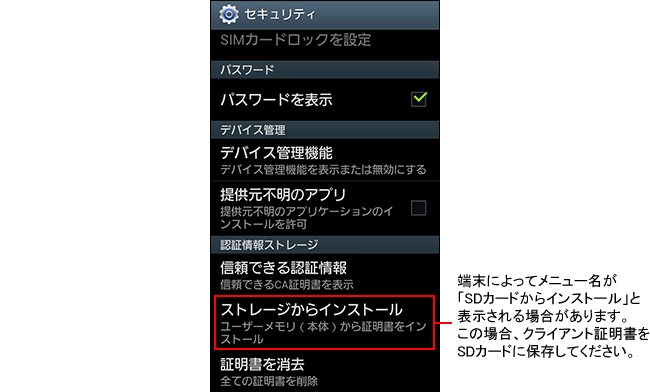 セキュリティ
SIMカードロックを設定
パスワード
パスワードを表示
デバイス管理
デバイス管理機能
デバイス管理機能を表示または無効にする
提供元不明のアプリ
提供元不明のアプリケーションのイ
ンストールを許可
認証情報ストレージ
信頼できる認証情報
信頼できるCA証明書を表示
ストレージからインストール
ユーザーメモリ（本体）から証明書をイン
ストール
証明書を消去
全ての証明書を削除
端末によってメニュー名が
「SDカードからインストール」と
表示される場合があります。
この場合、クライアント証明書を
SDカードに保存してください。